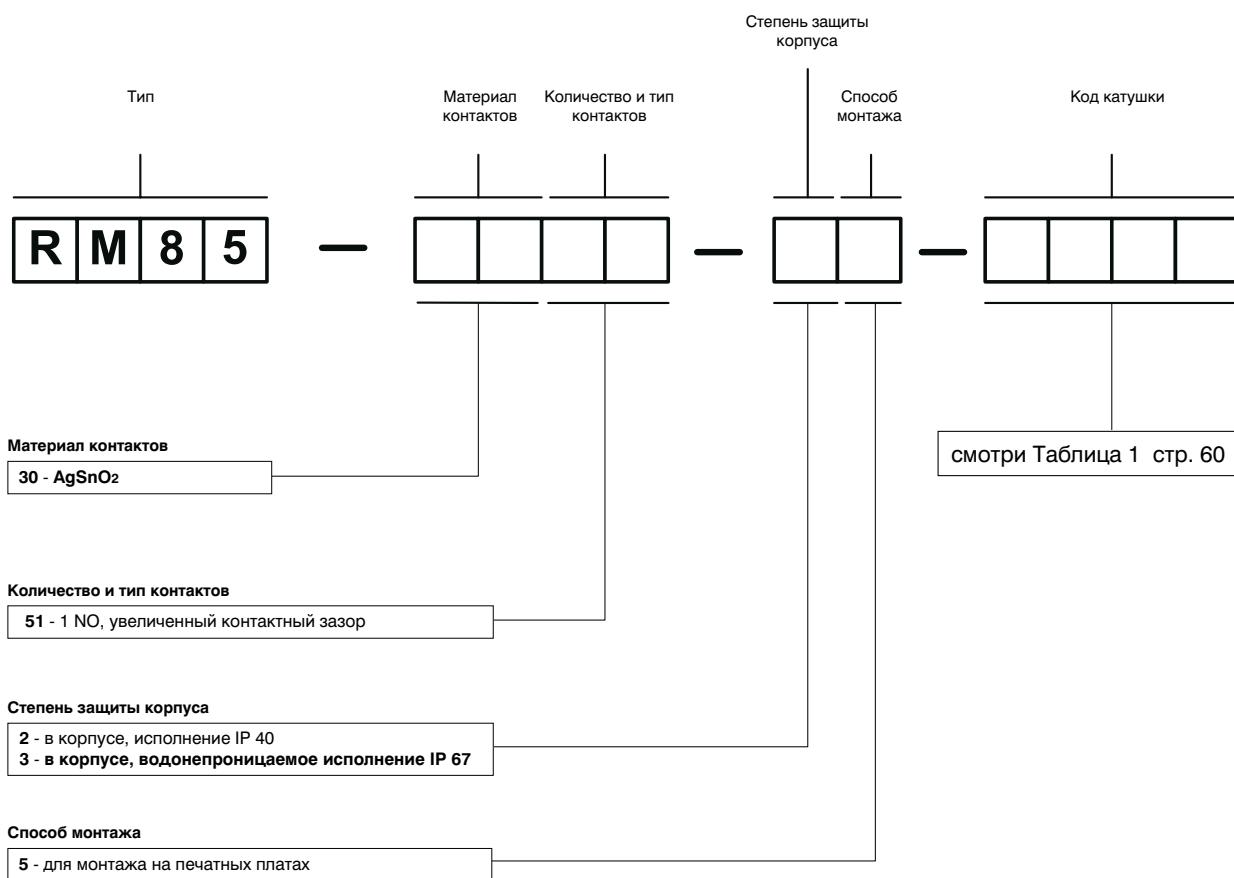 Степень защиты
корпуса
Тип
Материал
контактов
Количество и тип
контактов
Способ
монтажа
Код катушки
RM85 — — —
Материал контактов
30 - AgSnO2
смотри Таблица 1 стр. 60
Количество и тип контактов
51 - 1 NO, увеличенный контактный зазор
Степень защиты корпуса
2 - в корпусе, исполнение IP 40
3 - в корпусе, водонепроницаемое исполнение IP 67
Способ монтажа
5 - для монтажа на печатных платах